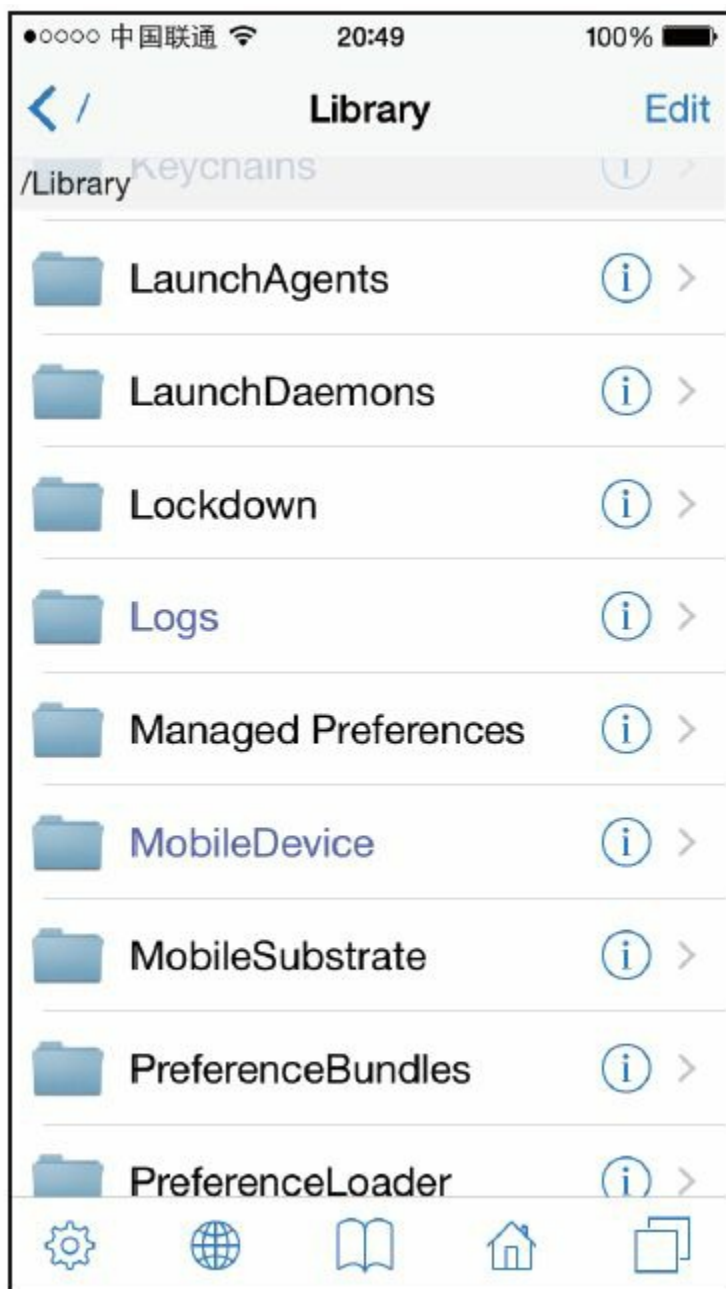 中国联通 20:49 100%
/ Library Edit
Keychains
/Library
LaunchAgents
LaunchDaemons
Lockdown
Logs
Managed Preferences
MobileDevice
MobileSubstrate
PreferenceBundles
PreferenceLoader